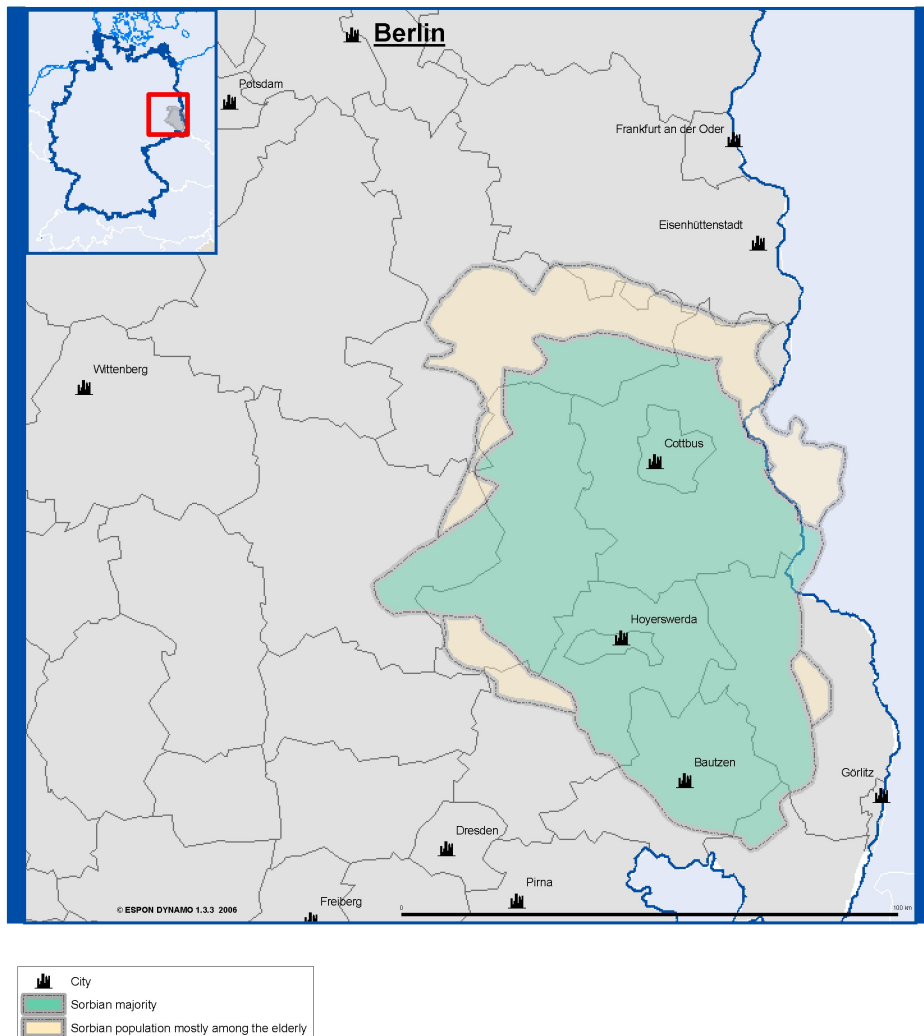 Berlin
Potsdam
Frankfurt an der Oder
Eisenhüttenstadt
Wittenberg
Cottbus
Hoyerswerda
Bautzen
Görlitz
Dresden
Pirna
Freiberg
© ESPON DYNAMO 1.3.3 2006
0
100 km
City
Sorbian majority
Sorbian population mostly among the elderly